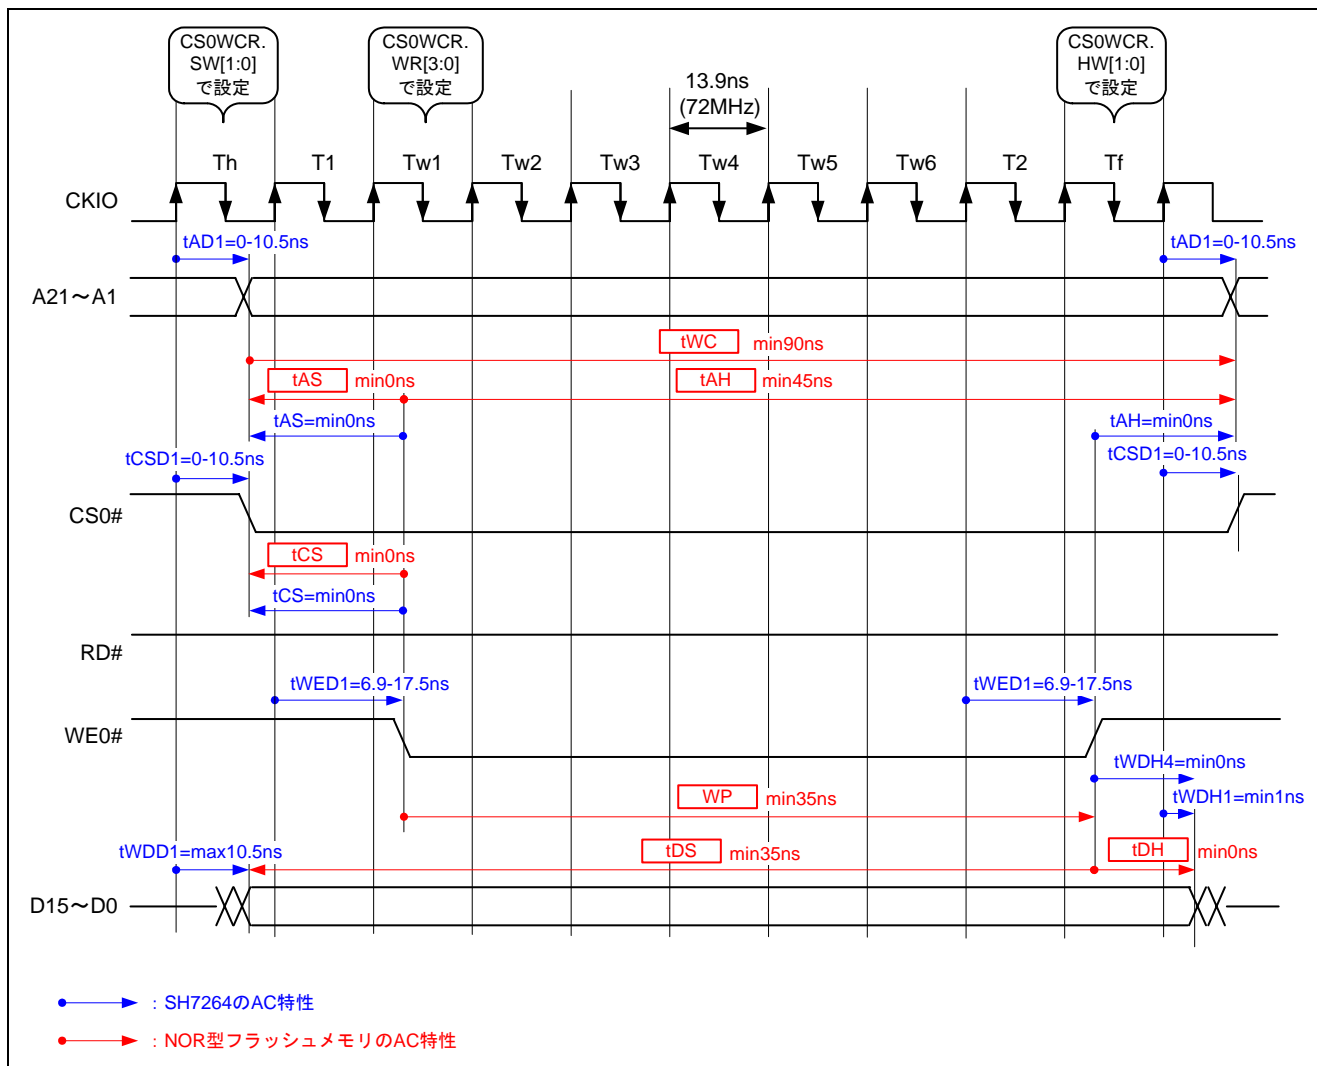 CS0WCR.
SW[1:0]
で設定
CS0WCR.
WR[3:0]
で設定
CS0WCR.
HW[1:0]
で設定
13.9ns
(72MHz)
Th T1 Tw1 Tw2 Tw3 Tw4 Tw5 Tw6 T2 Tf
CKIO
tAD1=0-10.5ns tAD1=0-10.5ns
A21～A1
tWC min90ns
tAS min0ns tAH min45ns
tAS=min0ns tAH=min0ns
tCSD1=0-10.5ns tCSD1=0-10.5ns
CS0#
tCS min0ns
tCS=min0ns
RD#
tWED1=6.9-17.5ns tWED1=6.9-17.5ns
WE0#
tWDH4=min0ns
WP min35ns tWDH1=min1ns
tWDD1=max10.5ns tDS min35ns tDH min0ns
D15～D0
: SH7264のAC特性
: NOR型フラッシュメモリのAC特性